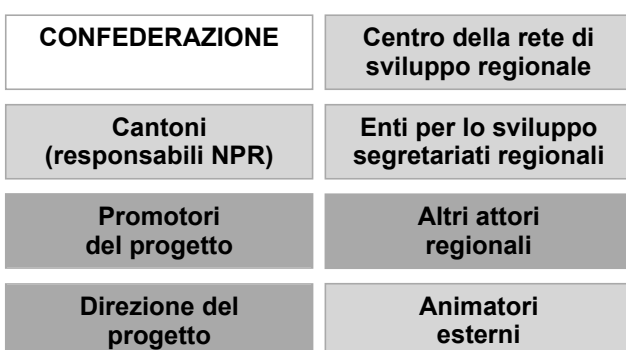 CONFEDERAZIONE
Centro della rete di
sviluppo regionale
Cantoni
(responsabili NPR)
Enti per lo sviluppo
segretariati regionali
Promotori
del progetto
Altri attori
regionali
Direzione del
progetto
Animatori
esterni